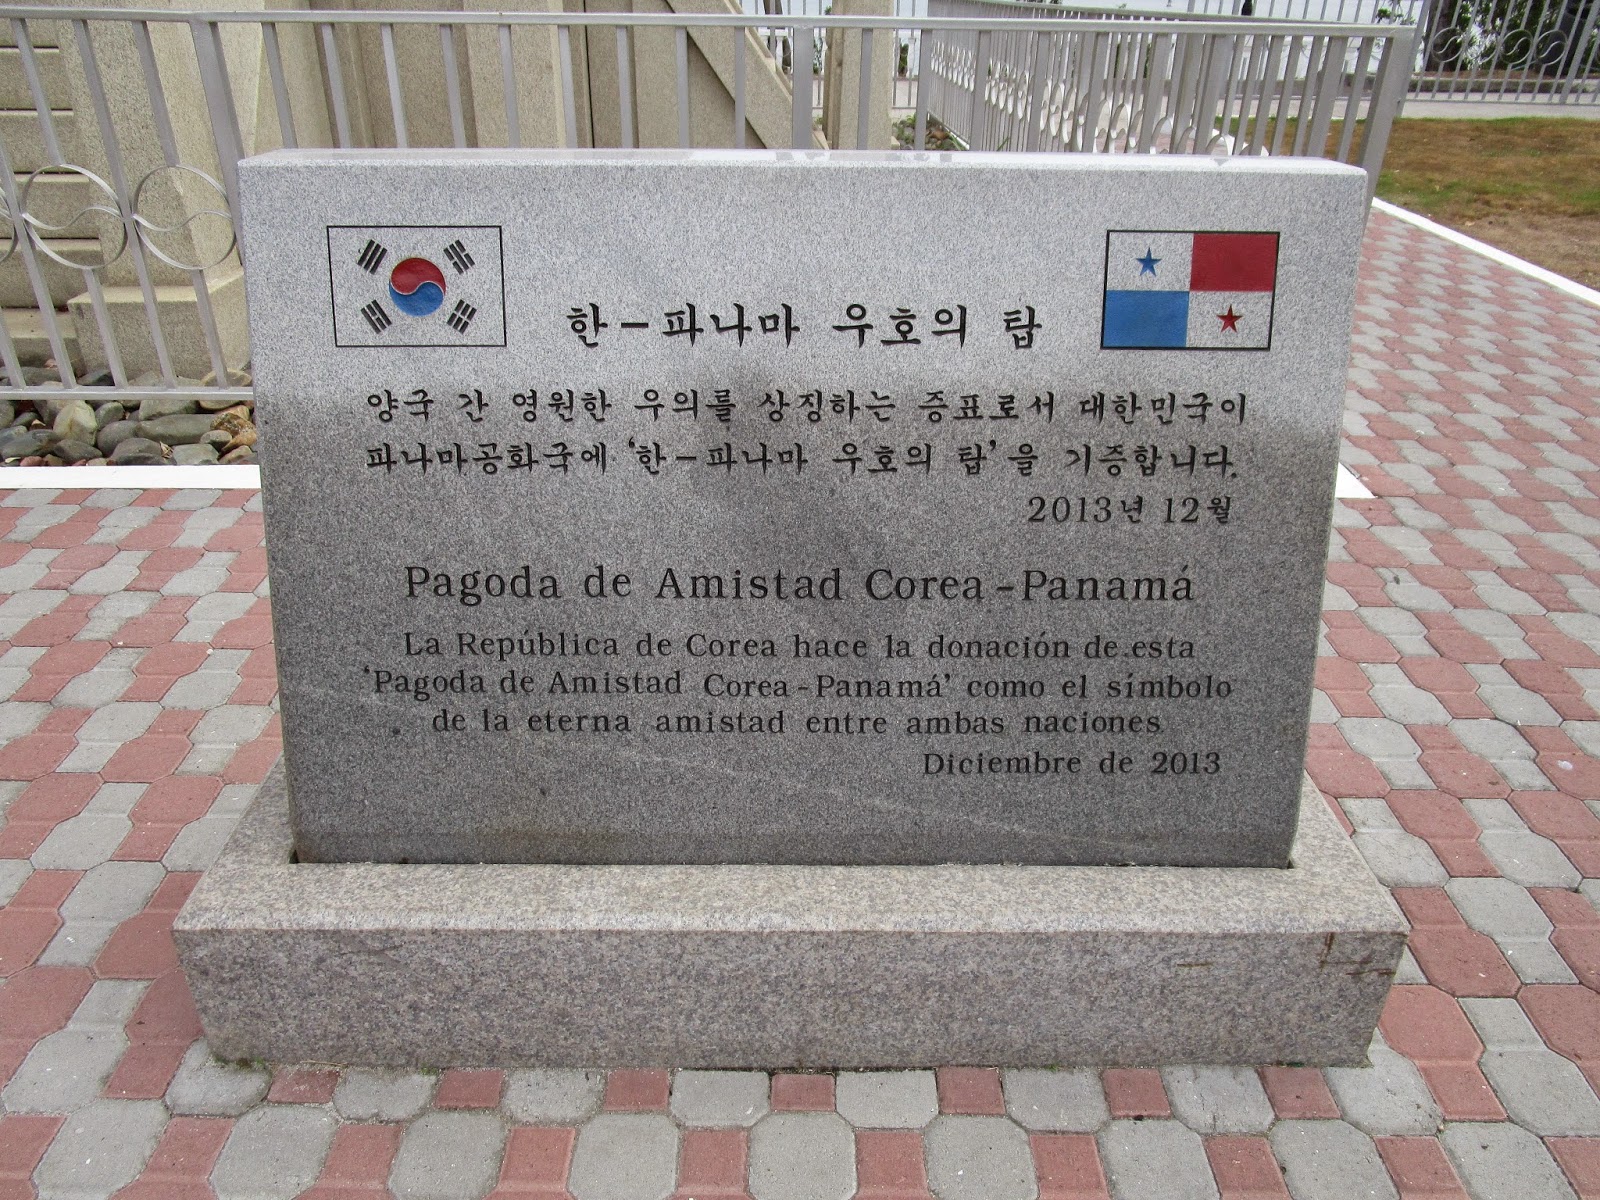 한-파나마 우호의 탑
양국 간 영원한 우의를 상징하는 증표로서 대한민국이
파나마공화국에 '한-파나마 우호의 탑'을 기증합니다.
2013년 12월
Pagoda de Amistad Corea-Panamá
La República de Corea hace la donación de esta
'Pagoda de Amistad Corea-Panamá' como el símbolo
de la eterna amistad entre ambas naciones
Diciembre de 2013